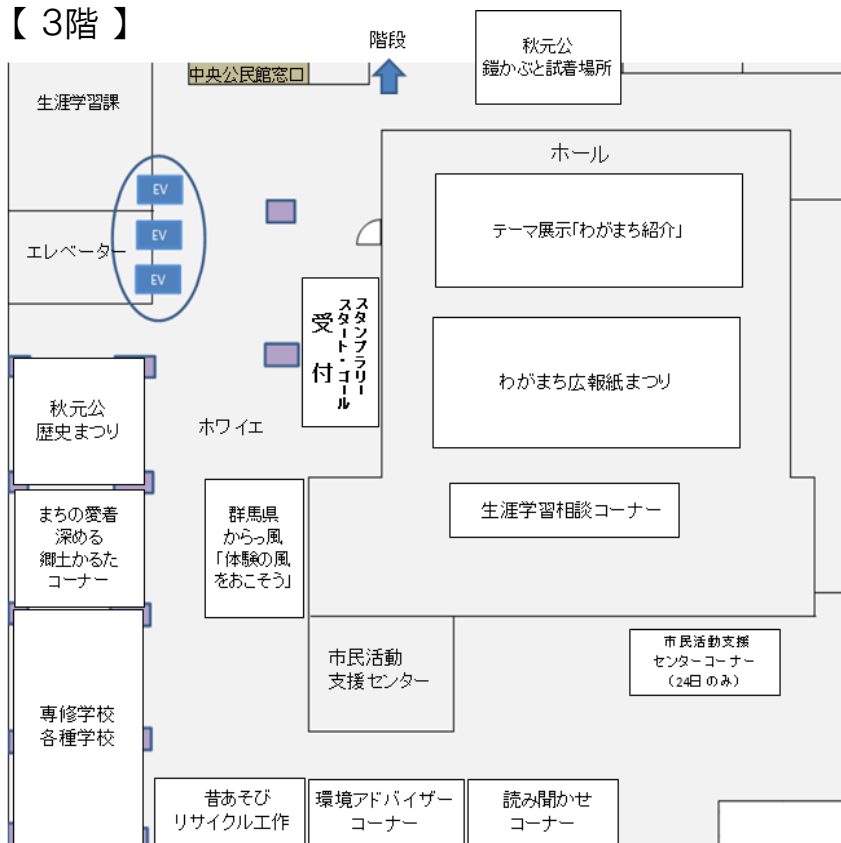 【 3階 】
階段
秋元公
鎧かぶと試着場所
中央公民館窓口
生涯学習課
ホール
EV
テーマ展示「わがまち紹介」
EV
エレベーター
EV
スタンプラリー
スタート・ゴール
受付
わがまち広報紙まつり
秋元公
歴史まつり
ホワイエ
生涯学習相談コーナー
まちの愛着
深める
郷土かるた
コーナー
群馬県
からっ風
「体験の風
をおこそう」
市民活動
支援センター
市民活動支援
センターコーナー
（24日のみ）
専修学校
各種学校
昔あそび
リサイクル工作
環境アドバイザー
コーナー
読み聞かせ
コーナー